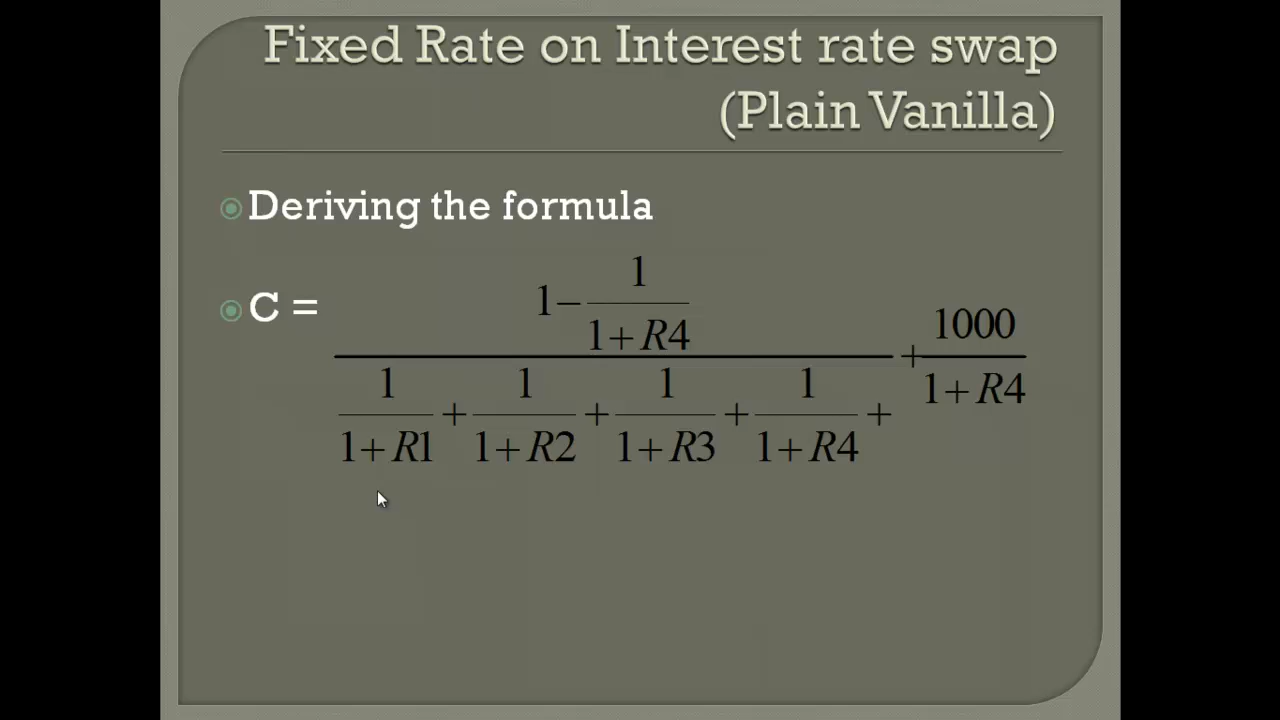 Fixed Rate on Interest rate swap
(Plain Vanilla)
Deriving the formula
C =
1 − 1
1 + R4
1 + 1 + 1 + 1 +
1 + R1 1 + R2 1 + R3 1 + R4
+ 1000
1 + R4